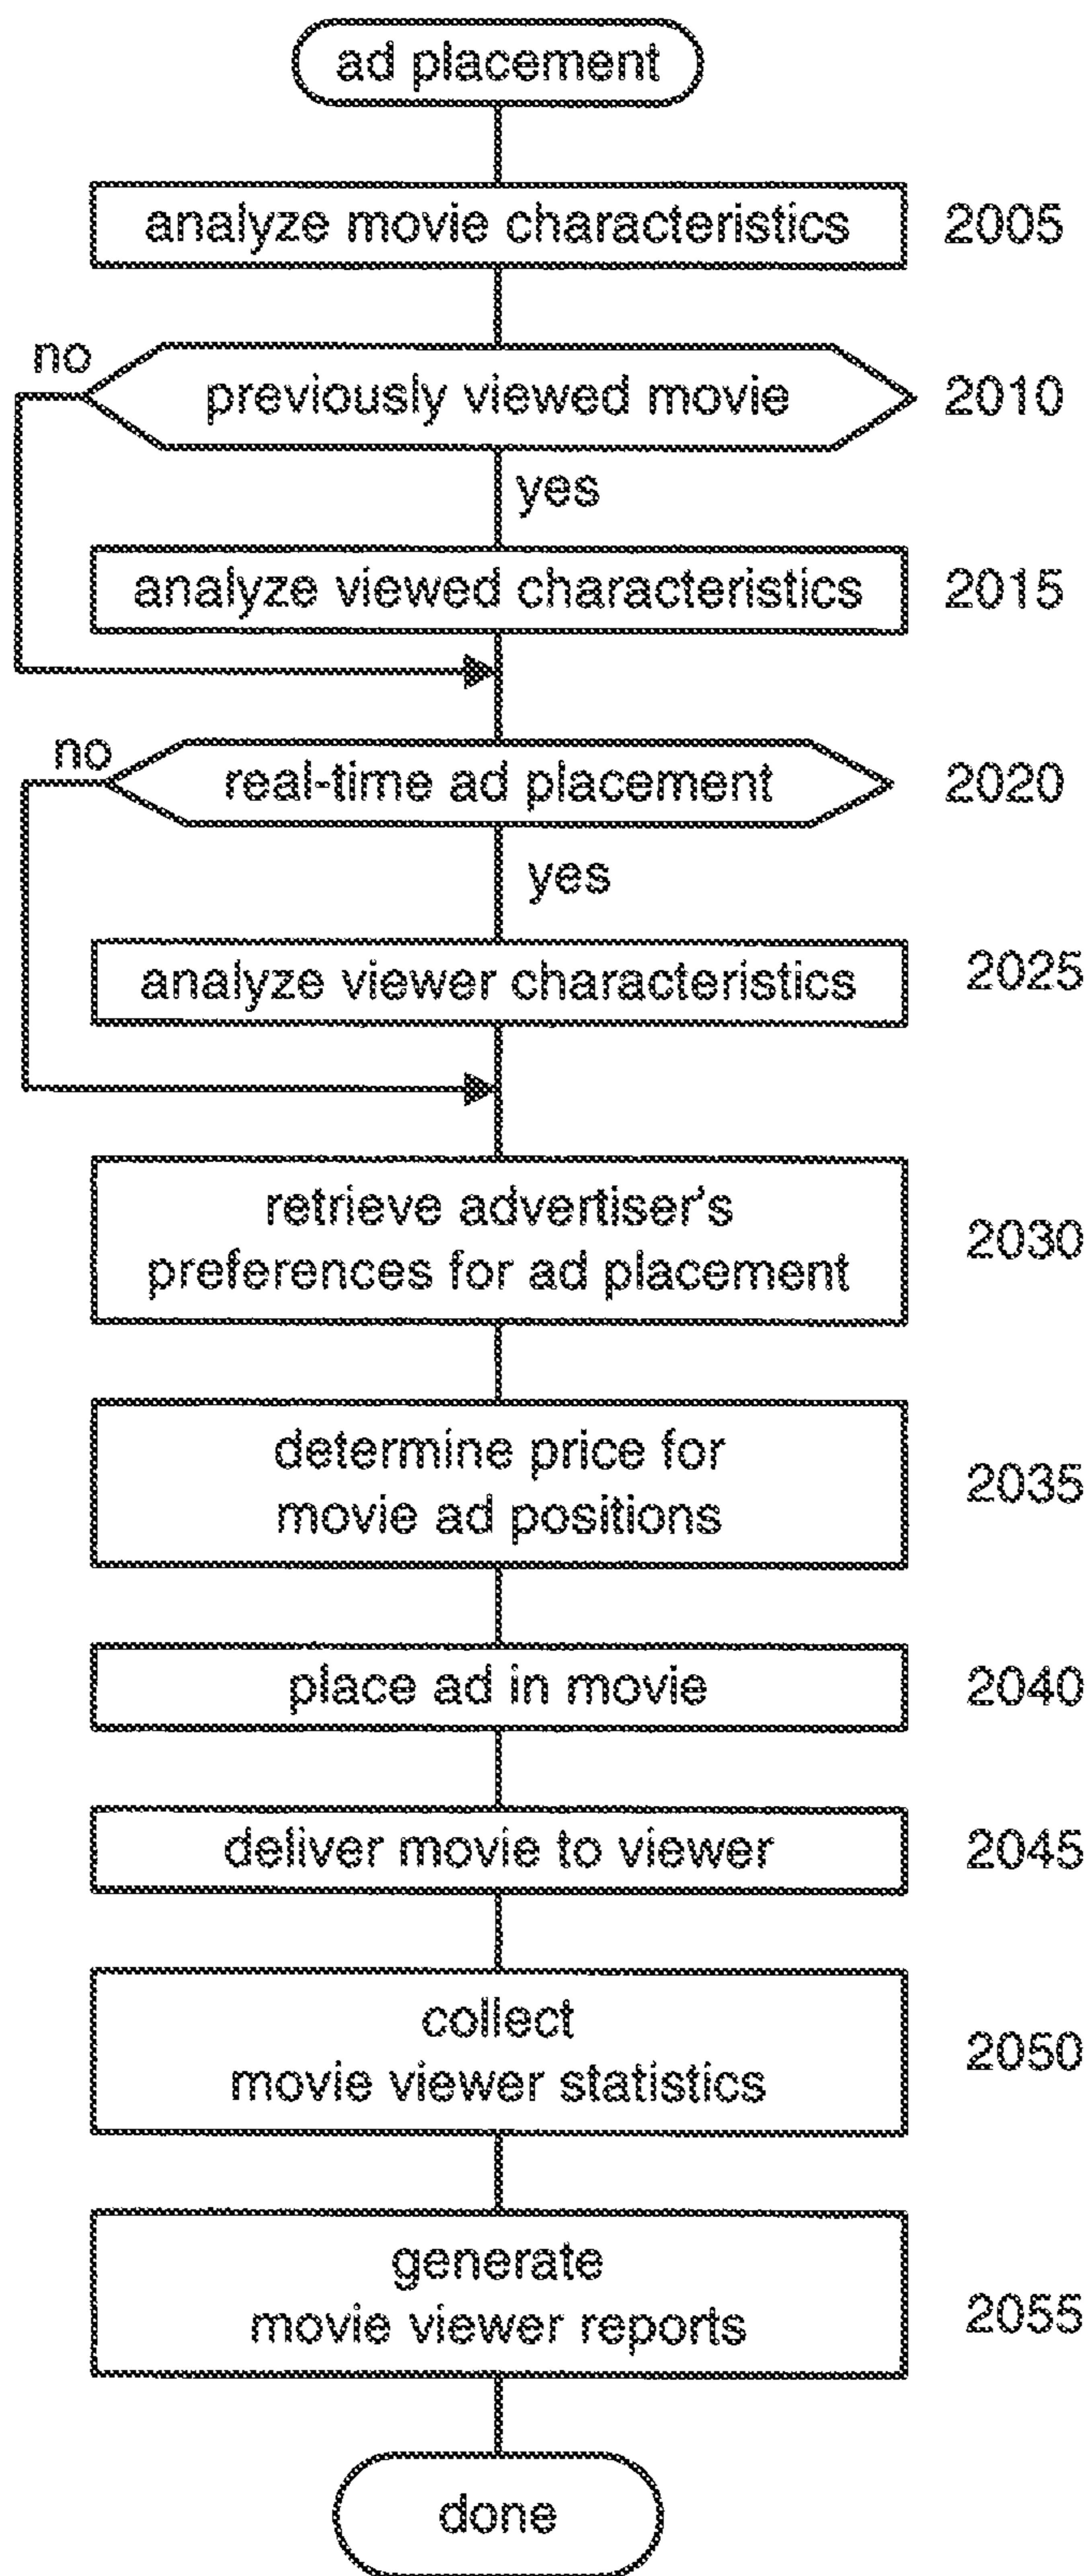 ad placement
analyze movie characteristics 2005
no
previously viewed movie 2010
yes
analyze viewed characteristics 2015
no
real-time ad placement 2020
yes
analyze viewer characteristics 2025
retrieve advertiser's
preferences for ad placement 2030
determine price for
movie ad positions 2035
place ad in movie 2040
deliver movie to viewer 2045
collect
movie viewer statistics 2050
generate
movie viewer reports 2055
done